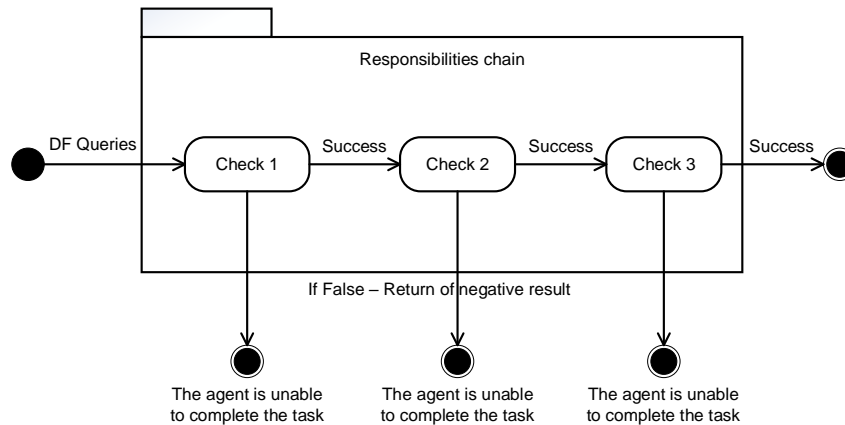 Responsibilities chain
DF Queries
Check 1
Success
Check 2
Success
Check 3
Success
If False – Return of negative result
The agent is unable
to complete the task
The agent is unable
to complete the task
The agent is unable
to complete the task